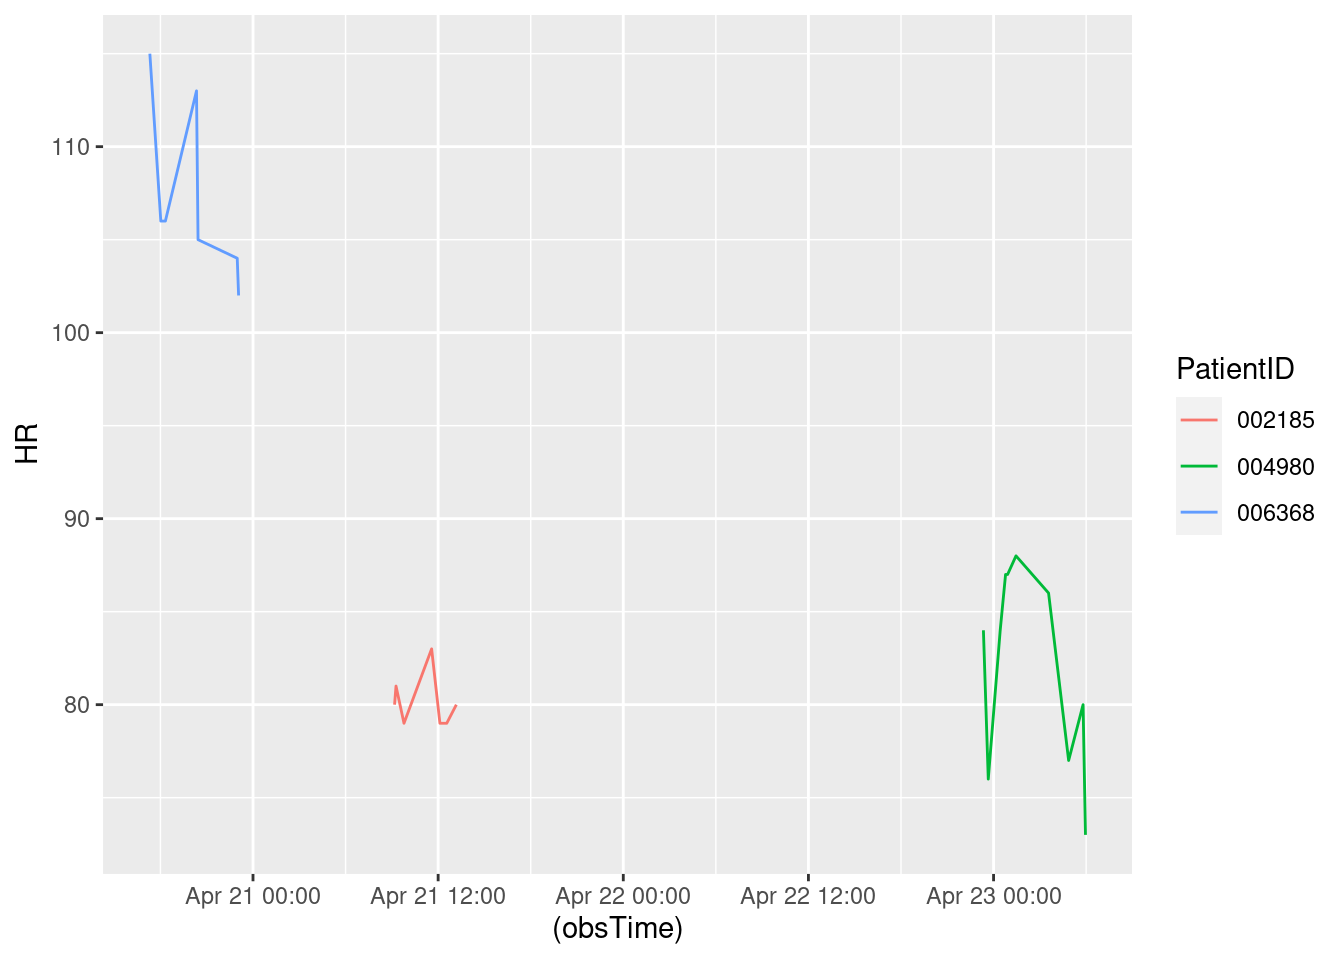 110
100
90
80
HR
Apr 21 00:00
Apr 21 12:00
Apr 22 00:00
Apr 22 12:00
Apr 23 00:00
(obsTime)
PatientID
002185
004980
006368